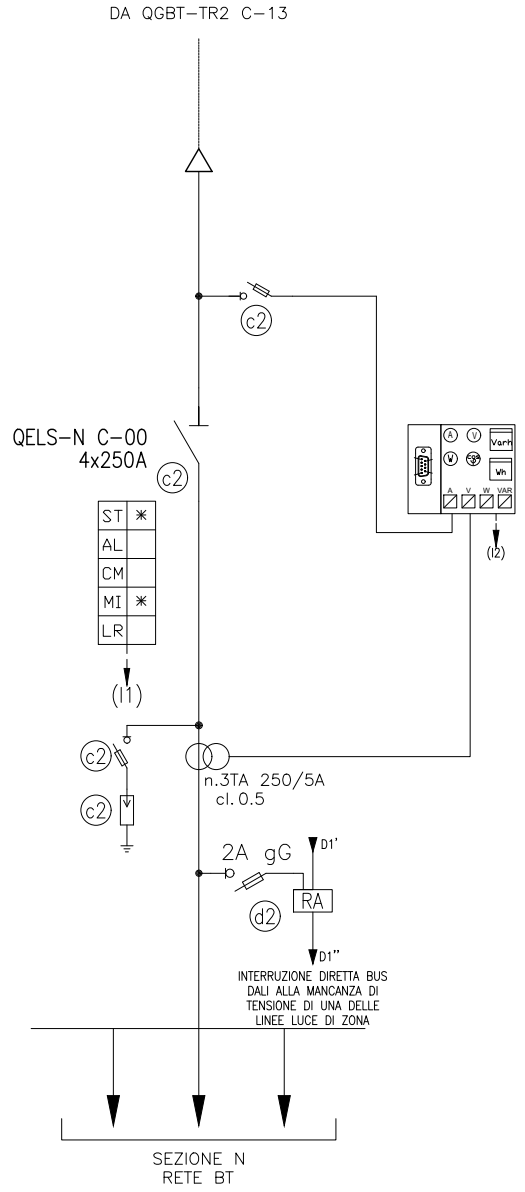 DA QGBT-TR2 C-13
c2
QELS-N C-00
4x250A
c2
A V Varh
W cosφ Wh
A V W VAR
(I2)
ST *
AL
CM
MI *
LR
(I1)
c2
n.3TA 250/5A
cl.0.5
c2
2A gG
D1'
RA
d2
D1''
INTERRUZIONE DIRETTA BUS
DALI ALLA MANCANZA DI
TENSIONE DI UNA DELLE
LINEE LUCE DI ZONA
SEZIONE N
RETE BT